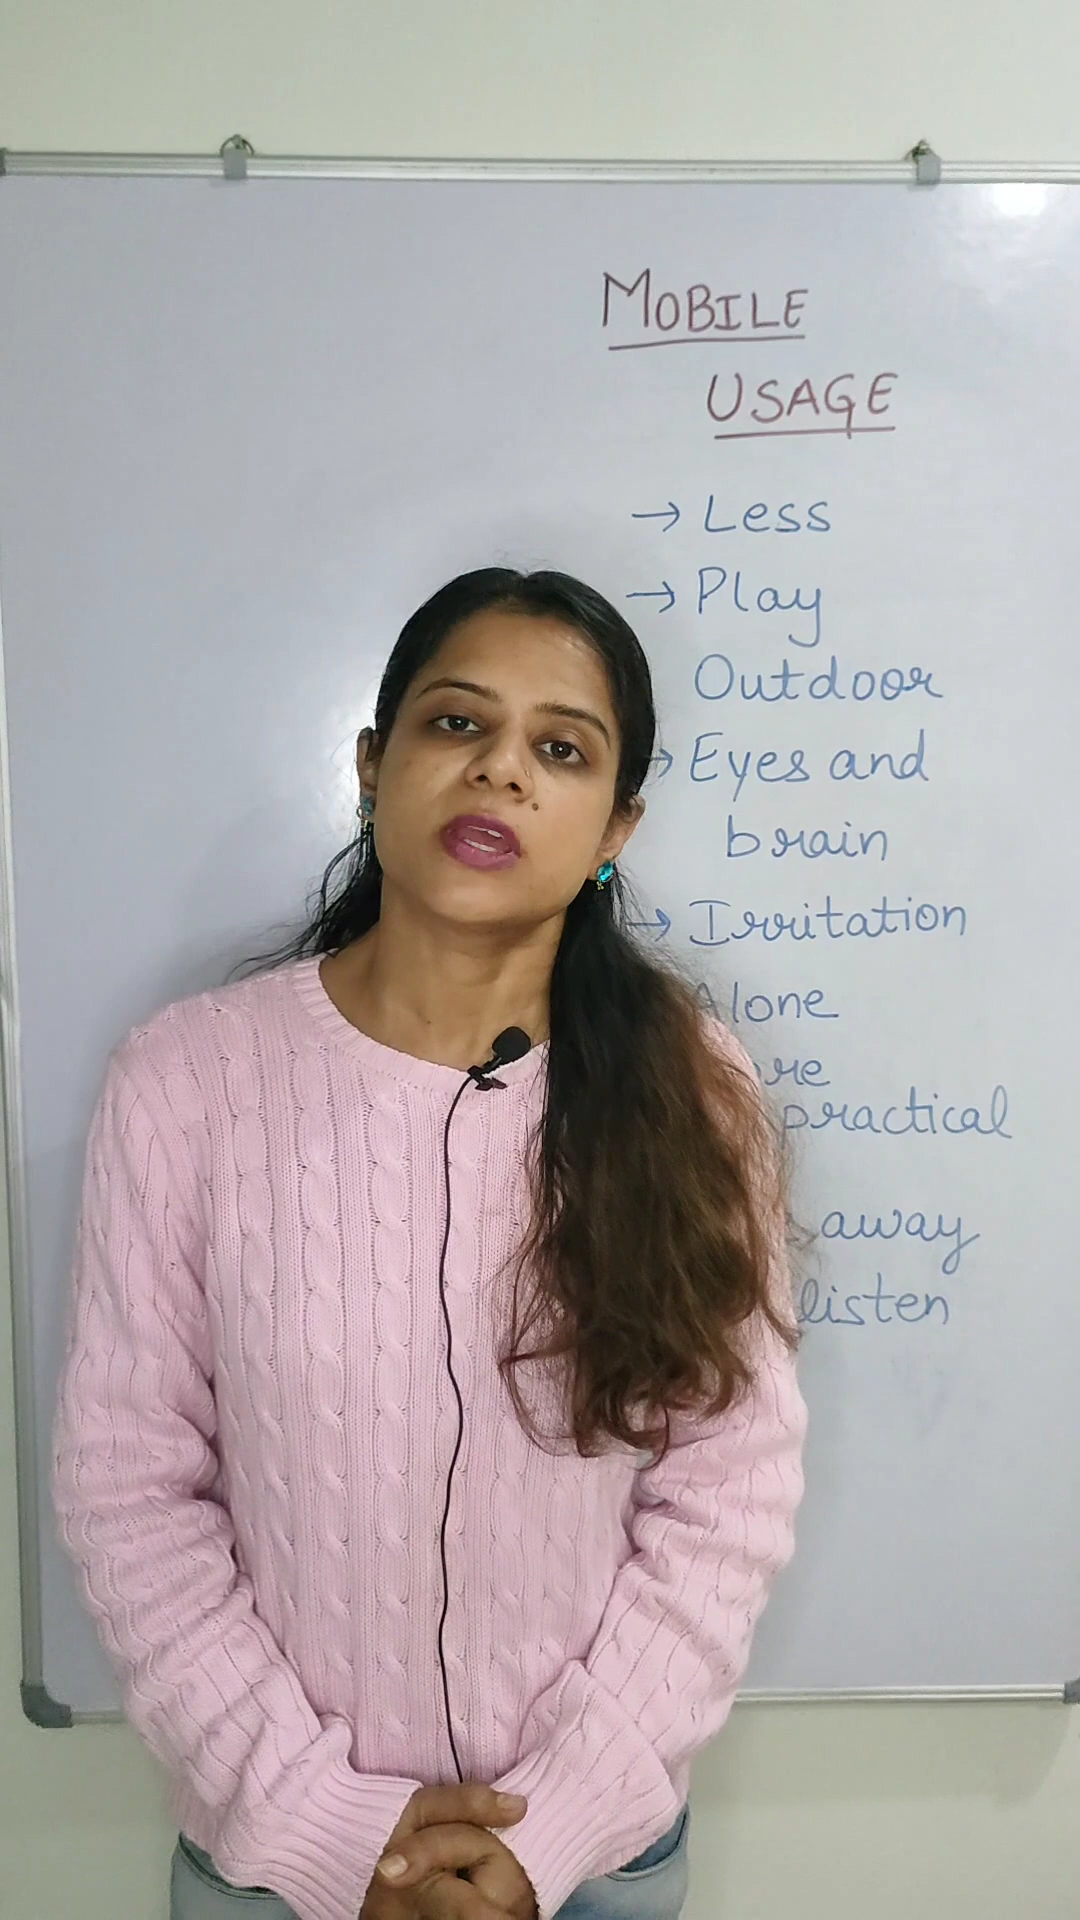 MOBILE
USAGE
→ Less
→ Play
Outdoor
→ Eyes and
brain
→ Irritation
Alone
practical
away
listen